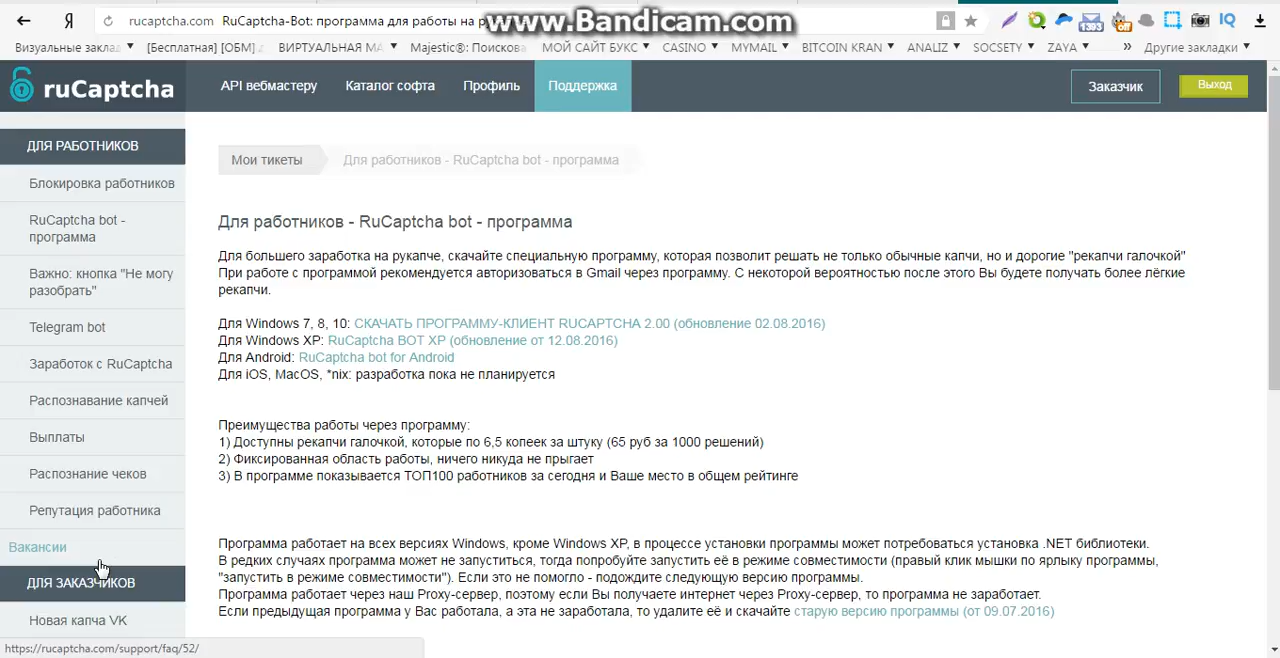 rucaptcha.com RuCaptcha-Bot: программа для работы на
www.Bandicam.com
Визуальные заклад
[Бесплатная] [ОБМ]
ВИРТУАЛЬНАЯ МА
Majestic®: Поискова
МОЙ САЙТ БУКС
CASINO
MYMAIL
BITCOIN KRAN
ANALIZ
SOCSETY
ZAYA
» Другие закладки
ruCaptcha
API вебмастеру
Каталог софта
Профиль
Поддержка
Заказчик
Выход
ДЛЯ РАБОТНИКОВ
Блокировка работников
RuCaptcha bot -
программа
Важно: кнопка "Не могу
разобрать"
Telegram bot
Заработок с RuCaptcha
Распознавание капчей
Выплаты
Распознание чеков
Репутация работника
Вакансии
ДЛЯ ЗАКАЗЧИКОВ
Новая капча VK
Мои тикеты
Для работников - RuCaptcha bot - программа
Для работников - RuCaptcha bot - программа
Для большего заработка на рукапче, скачайте специальную программу, которая позволит решать не только обычные капчи, но и дорогие "рекапчи галочкой"
При работе с программой рекомендуется авторизоваться в Gmail через программу. С некоторой вероятностью после этого Вы будете получать более лёгкие
рекапчи.
Для Windows 7, 8, 10: СКАЧАТЬ ПРОГРАММУ-КЛИЕНТ RUCAPTCHA 2.00 (обновление 02.08.2016)
Для Windows XP: RuCaptcha BOT XP (обновление от 12.08.2016)
Для Android: RuCaptcha bot for Android
Для iOS, MacOS, *nix: разработка пока не планируется
Преимущества работы через программу:
1) Доступны рекапчи галочкой, которые по 6,5 копеек за штуку (65 руб за 1000 решений)
2) Фиксированная область работы, ничего никуда не прыгает
3) В программе показывается ТОП100 работников за сегодня и Ваше место в общем рейтинге
Программа работает на всех версиях Windows, кроме Windows XP, в процессе установки программы может потребоваться установка .NET библиотеки.
В редких случаях программа может не запуститься, тогда попробуйте запустить её в режиме совместимости (правый клик мышки по ярлыку программы,
"запустить в режиме совместимости"). Если это не помогло - подождите следующую версию программы.
Программа работает через наш Proxy-сервер, поэтому если Вы получаете интернет через Proxy-сервер, то программа не заработает.
Если предыдущая программа у Вас работала, а эта не заработала, то удалите её и скачайте старую версию программы (от 09.07.2016)
https://rucaptcha.com/support/faq/52/